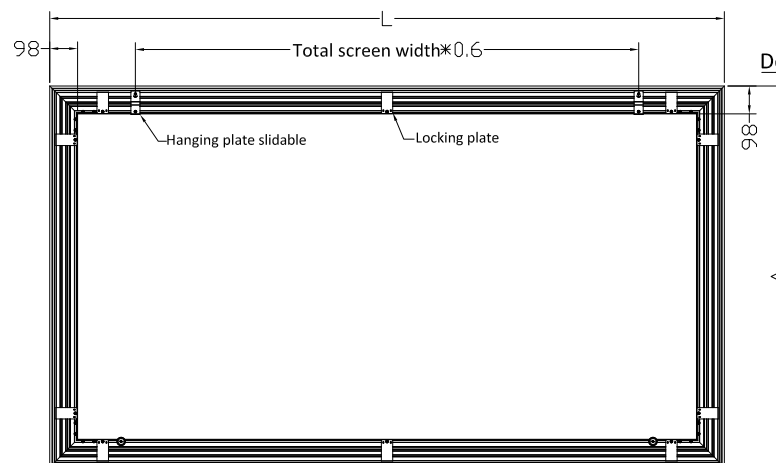 L
98
Total screen width*0.6
98
Hanging plate slidable
Locking plate